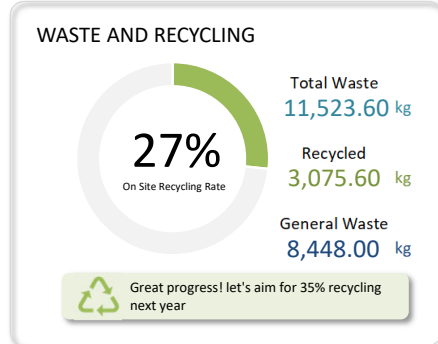 WASTE AND RECYCLING
27%
On Site Recycling Rate
Total Waste
11,523.60 kg
Recycled
3,075.60 kg
General Waste
8,448.00 kg
Great progress! let's aim for 35% recycling
next year